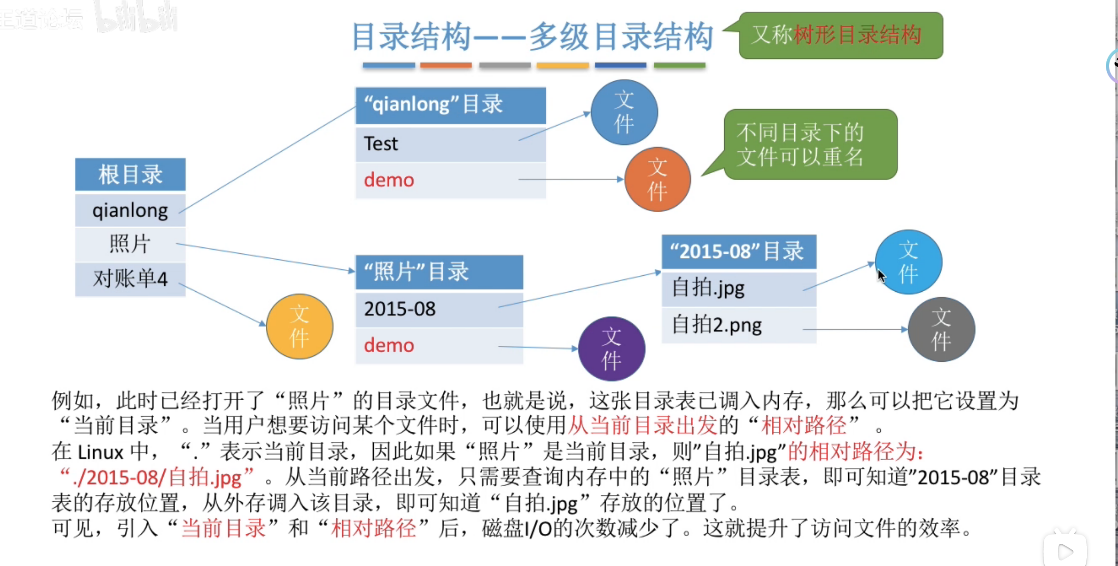 王道论坛 bilibili
目录结构——多级目录结构
又称树形目录结构
“qianlong”目录
Test
demo
文
件
文
件
不同目录下的
文件可以重名
根目录
qianlong
照片
对账单4
文
件
“照片”目录
2015-08
demo
文
件
“2015-08”目录
自拍.jpg
自拍2.png
文
件
文
件
例如，此时已经打开了“照片”的目录文件，也就是说，这张目录表已调入内存，那么可以把它设置为
“当前目录”。当用户想要访问某个文件时，可以使用从当前目录出发的“相对路径” 。
在 Linux 中，“.”表示当前目录，因此如果“照片”是当前目录，则”自拍.jpg”的相对路径为：
“./2015-08/自拍.jpg” 。从当前路径出发，只需要查询内存中的“照片”目录表，即可知道”2015-08”目录
表的存放位置，从外存调入该目录，即可知道“自拍.jpg”存放的位置了。
可见，引入“当前目录”和“相对路径”后，磁盘I/O的次数减少了。这就提升了访问文件的效率。